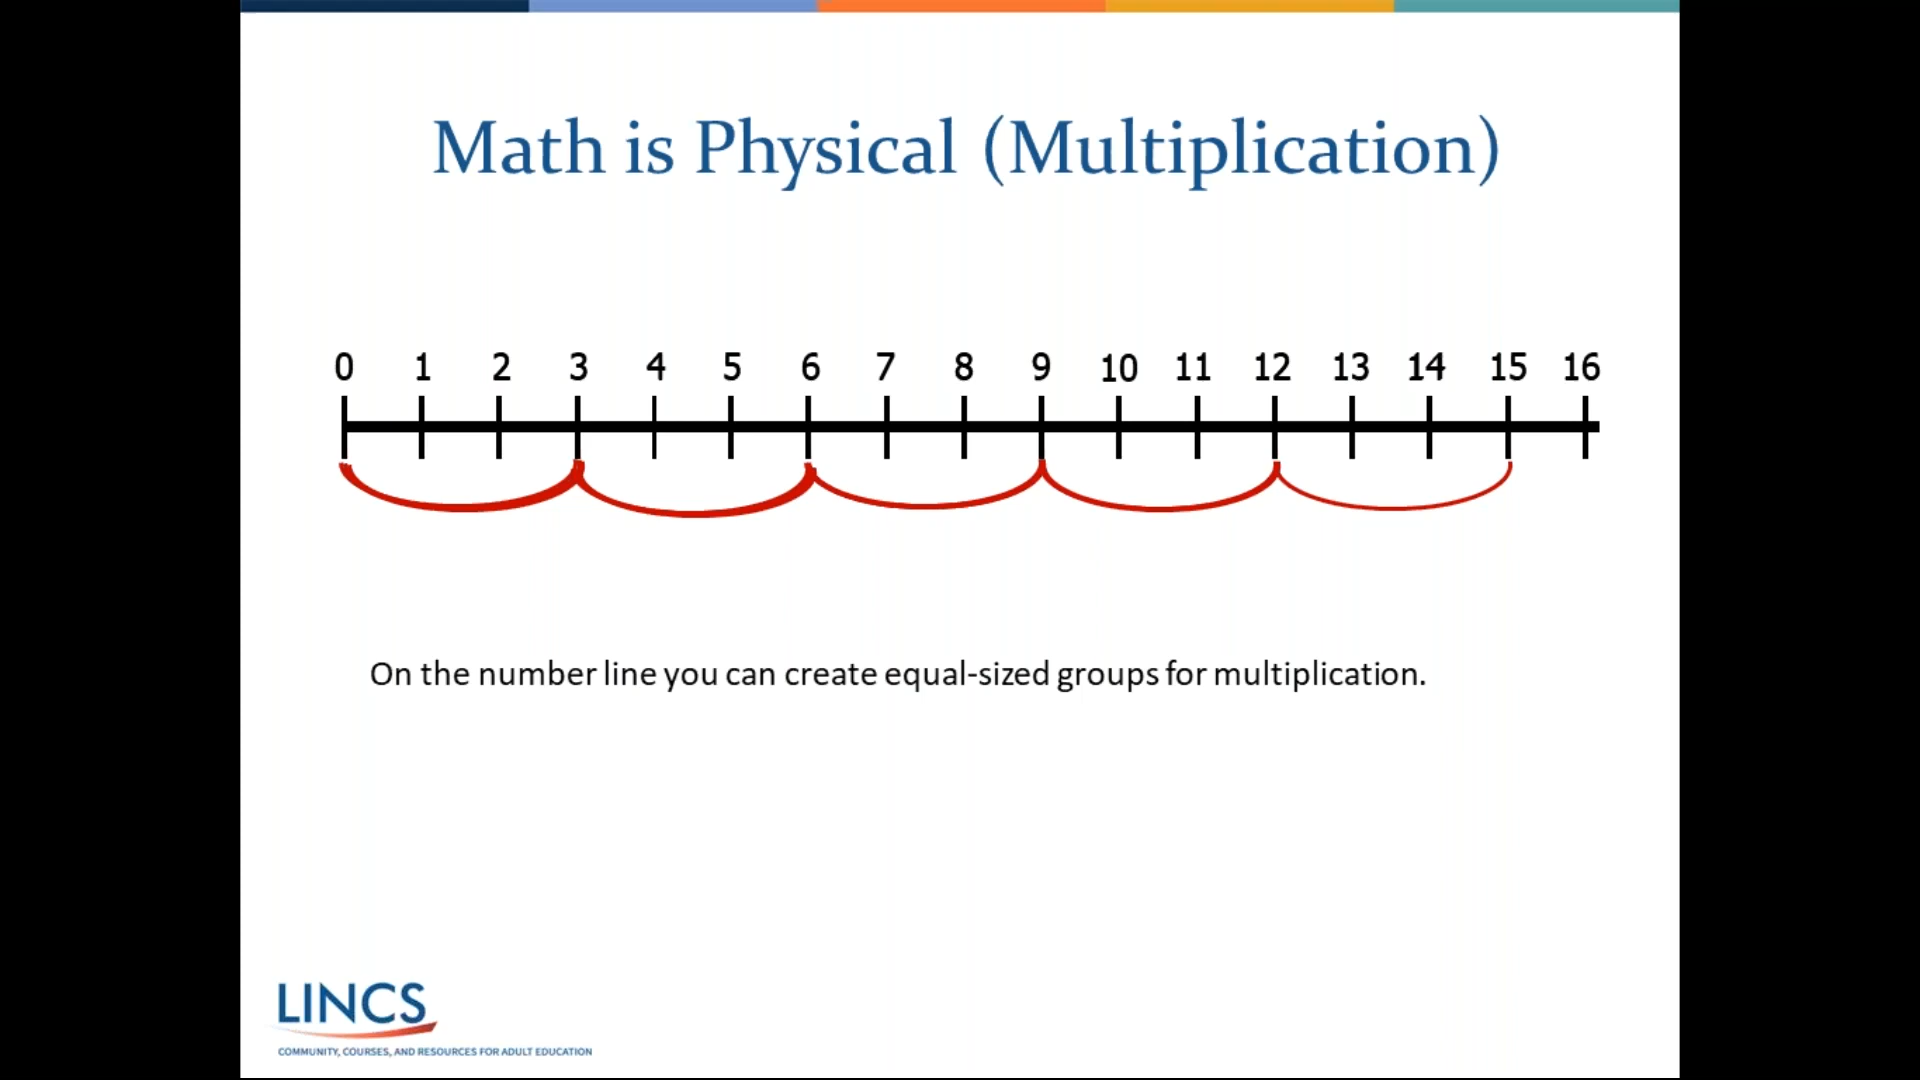 Math is Physical (Multiplication)
0 1 2 3 4 5 6 7 8 9 10 11 12 13 14 15 16
On the number line you can create equal-sized groups for multiplication.
LINCS
COMMUNITY, COURSES, AND RESOURCES FOR ADULT EDUCATION